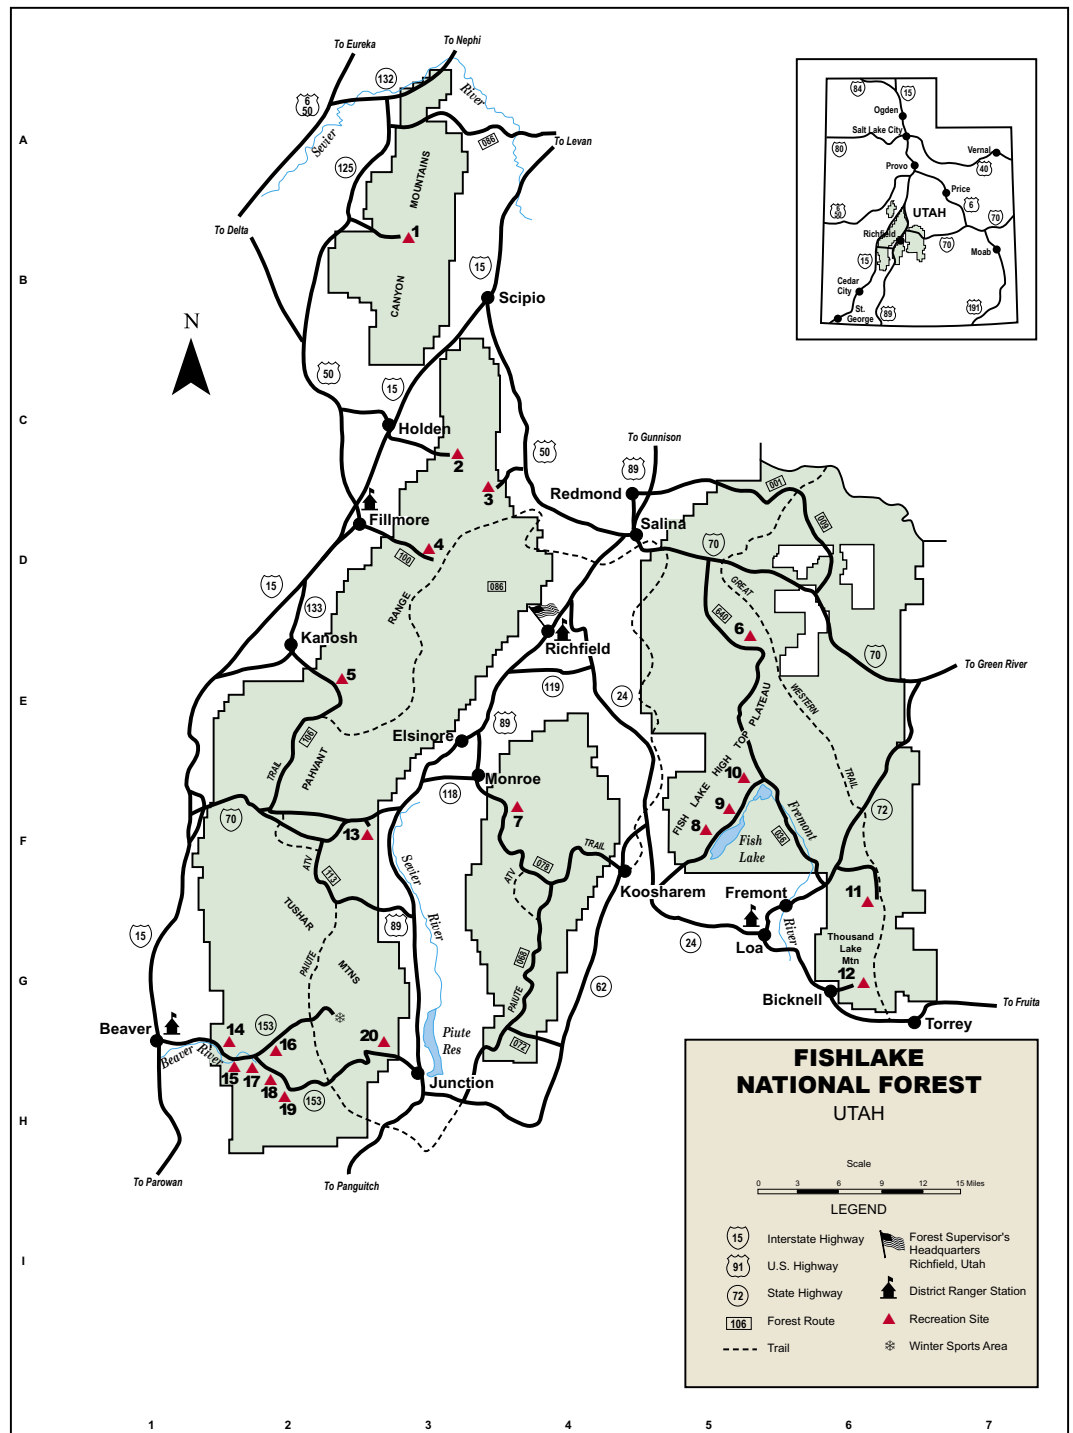 To Eureka
To Nephi
132
6
50
River
Sevier
086
To Levan
125
MOUNTAINS
CANYON
To Delta
1
15
Scipio
N
50
15
Holden
2
3
50
To Gunnison
89
Redmond
Salina
001
009
70
Fillmore
4
100
RANGE
086
15
133
Kanosh
5
Richfield
119
24
GREAT
640
6
WESTERN
TRAIL
70
To Green River
FISH LAKE HIGH TOP PLATEAU
Elsinore
89
Monroe
118
106
TRAIL
PAHVANT
70
13
ATV
113
TUSHAR
PAIUTE
MTNS
Sevier
River
89
7
TRAIL
078
ATV
068
PAIUTE
072
Koosharem
62
10
9
8
Fish
Lake
Fremont
036
72
Fremont
11
Loa
River
24
Thousand
Lake
Mtn
12
Bicknell
Torrey
To Fruita
15
Beaver
Beaver River
14
153
16
20
15
17
18
19
153
Piute
Res
Junction
To Parowan
To Panguitch
A
B
C
D
E
F
G
H
I
1
2
3
4
5
6
7
84
15
Ogden
Salt Lake City
80
Vernal
40
Provo
Price
6
6
50
UTAH
70
Richfield
70
Moab
15
Cedar
City
St.
George
89
191
FISHLAKE
NATIONAL FOREST
UTAH
Scale
0 3 6 9 12 15 Miles
LEGEND
15 Interstate Highway
91 U.S. Highway
72 State Highway
106 Forest Route
Trail
Forest Supervisor's
Headquarters
Richfield, Utah
District Ranger Station
Recreation Site
Winter Sports Area